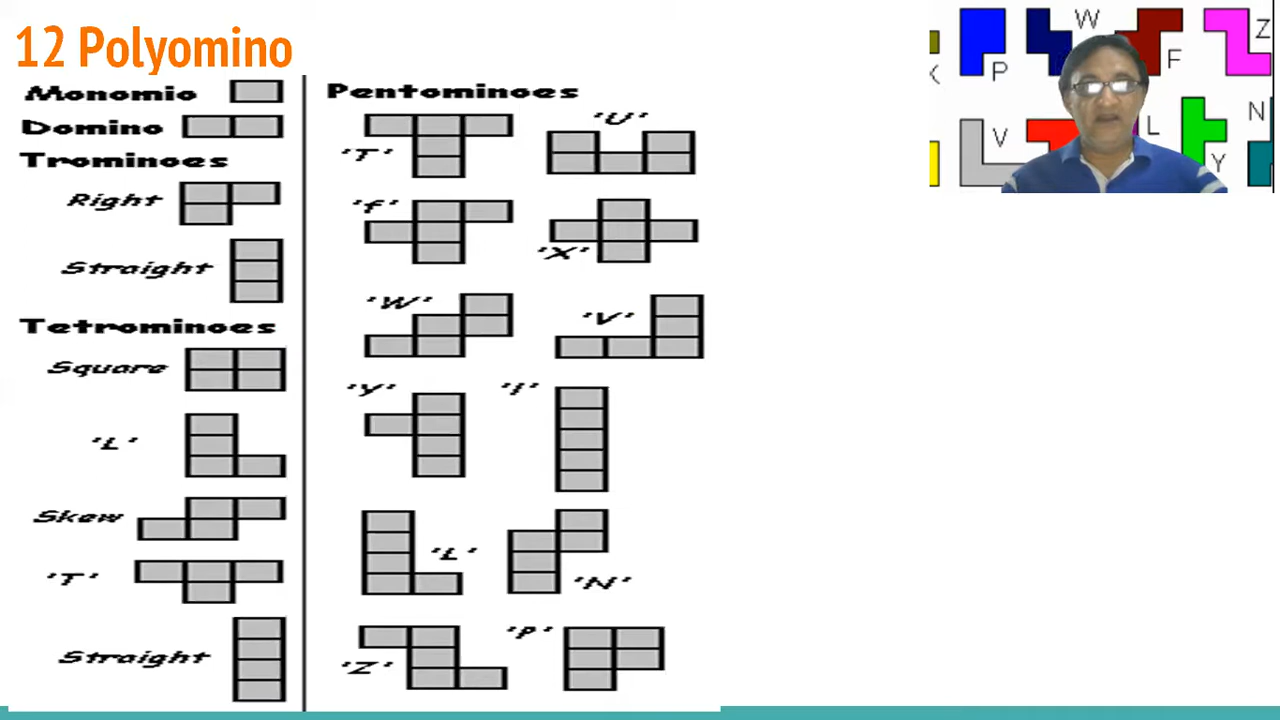 12 Polyomino
Monomio
Domino
Trominoes
Right
Straight
Tetrominoes
Square
'L'
Skew
'T'
Straight
Pentominoes
'T'
'U'
'f'
'X'
'W'
'V'
'Y'
'I'
'L'
'N'
'Z'
'P'
W
Z
F
P
X
V
L
N
Y